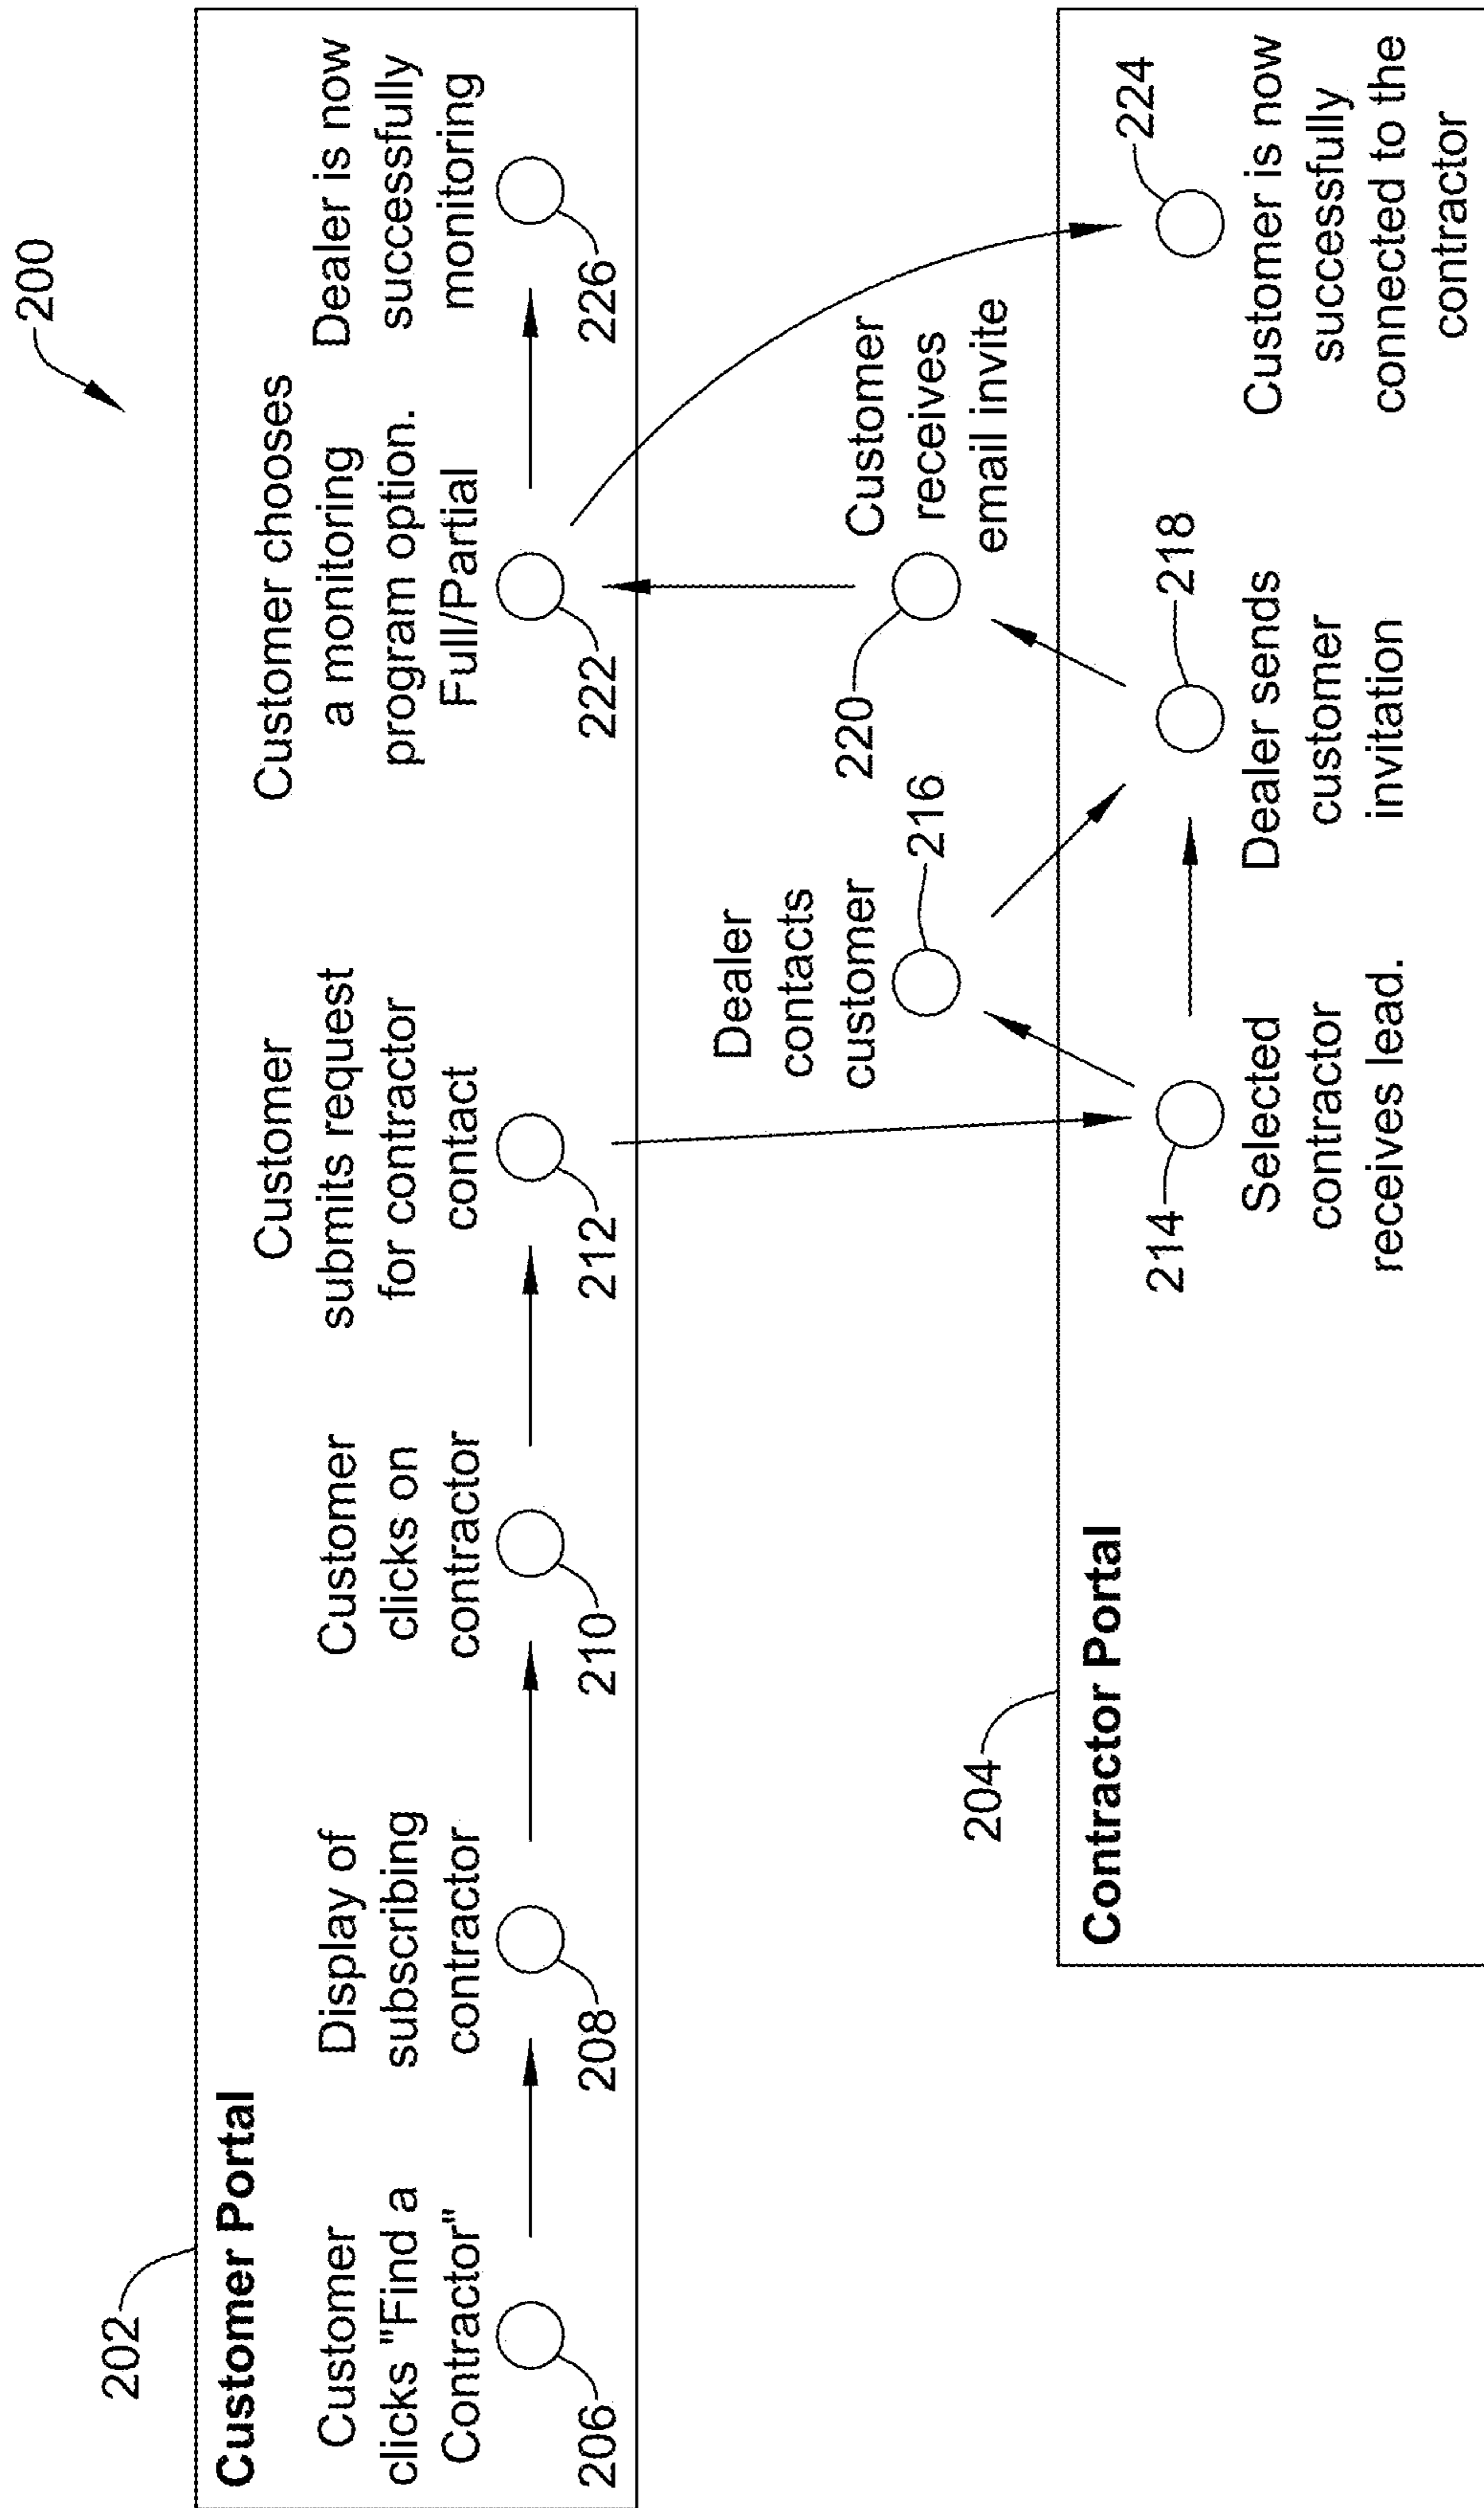 200
202
Customer Portal
Customer
clicks "Find a
Contractor"
206
Display of
subscribing
contractor
208
Customer
clicks on
contractor
210
Customer
submits request
for contractor
contact
212
Customer chooses
a monitoring
program option.
Full/Partial
222
Dealer is now
successfully
monitoring
226
Dealer
contacts
customer
216
Customer
receives
email invite
220
204
Contractor Portal
214
Selected
contractor
receives lead.
218
Dealer sends
customer
invitation
224
Customer is now
successfully
connected to the
contractor